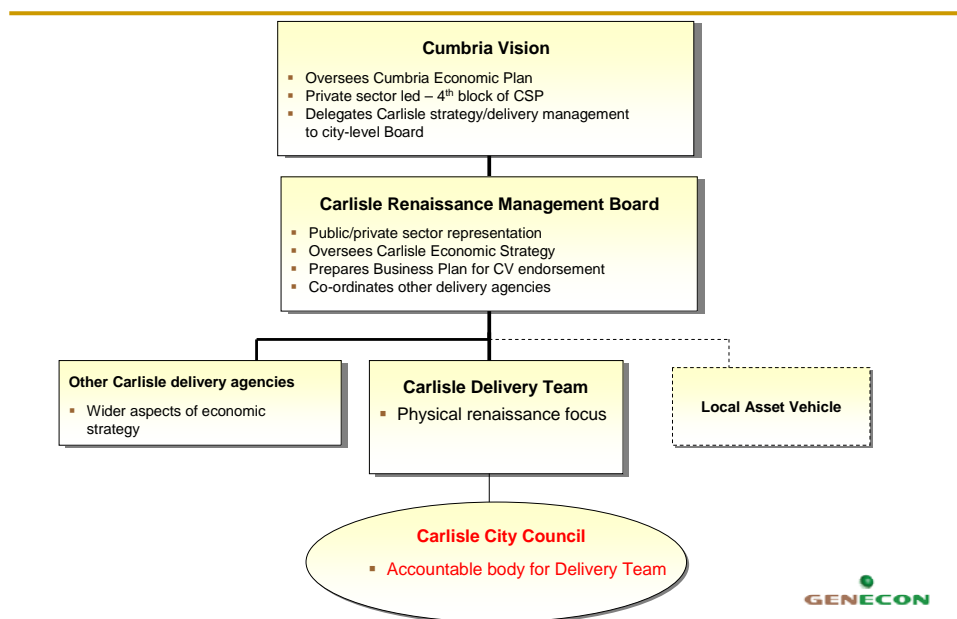 Cumbria Vision
▪ Oversees Cumbria Economic Plan
▪ Private sector led – 4th block of CSP
▪ Delegates Carlisle strategy/delivery management
to city-level Board
Carlisle Renaissance Management Board
▪ Public/private sector representation
▪ Oversees Carlisle Economic Strategy
▪ Prepares Business Plan for CV endorsement
▪ Co-ordinates other delivery agencies
Other Carlisle delivery agencies
▪ Wider aspects of economic
strategy
Carlisle Delivery Team
▪ Physical renaissance focus
Local Asset Vehicle
Carlisle City Council
▪ Accountable body for Delivery Team
GENECON